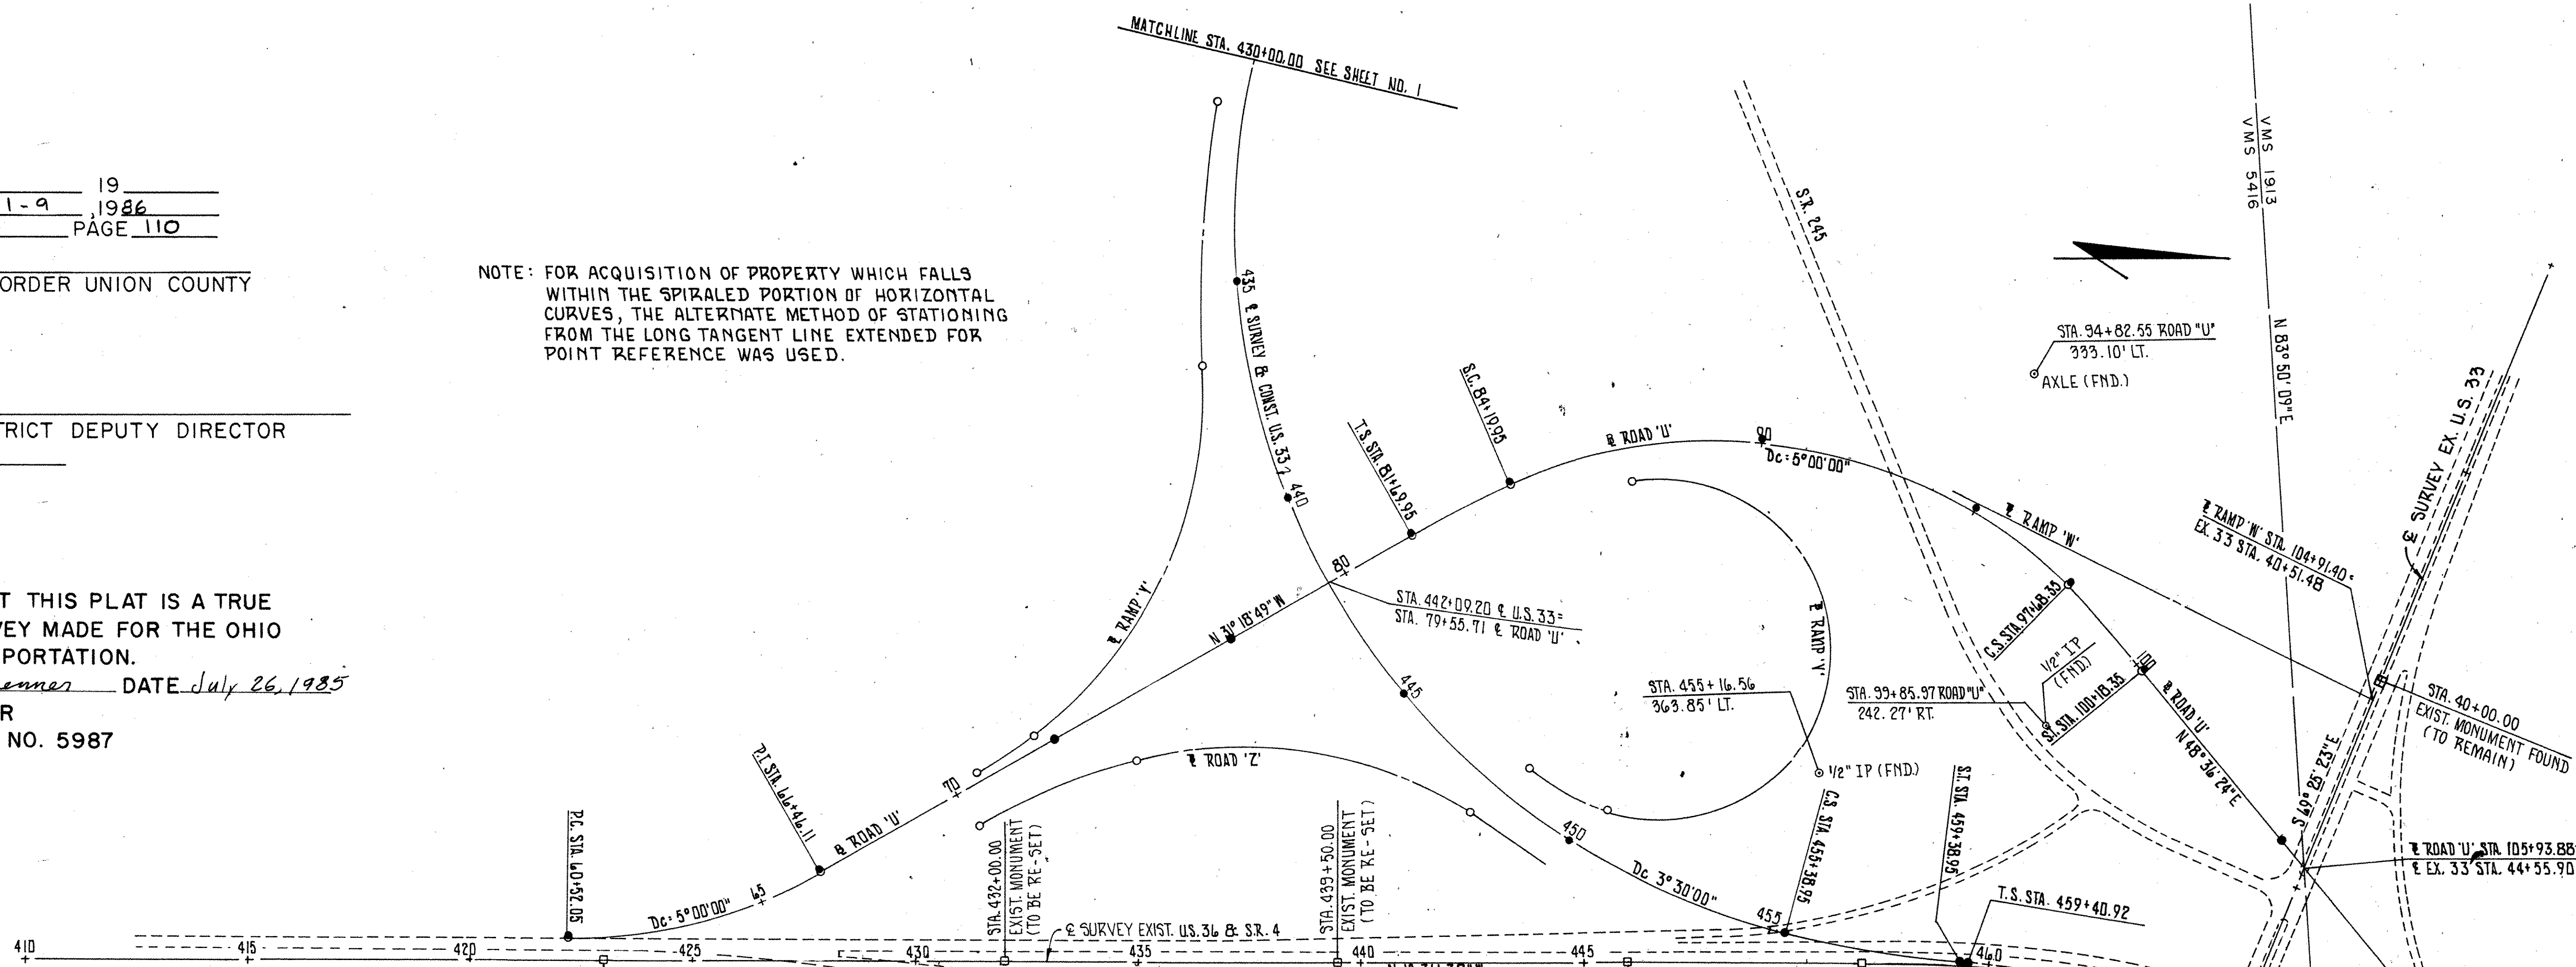 19
1-9 ,1986
PAGE 110
ORDER UNION COUNTY
TRICT DEPUTY DIRECTOR
T THIS PLAT IS A TRUE
VEY MADE FOR THE OHIO
PORTATION.
DATE July 26, 1985
R
NO. 5987
NOTE: FOR ACQUISITION OF PROPERTY WHICH FALLS
WITHIN THE SPIRALED PORTION OF HORIZONTAL
CURVES, THE ALTERNATE METHOD OF STATIONING
FROM THE LONG TANGENT LINE EXTENDED FOR
POINT REFERENCE WAS USED.
MATCHLINE STA. 430+00.00 SEE SHEET NO. 1
435
℄ SURVEY & CONST. U.S. 33
440
S.R. 245
VMS 1913
VMS 5416
N 83° 50' 09" E
STA. 94+82.55 ROAD "U"
333.10' LT.
AXLE (FND.)
℄ SURVEY EX. U.S. 33
S.C. 84+19.95
T.S. STA. 81+69.95
℄ ROAD 'U'
90
Dc = 5°00'00"
℄ RAMP 'W'
℄ RAMP 'W' STA. 104+91.40 =
EX. 33 STA. 40+51.48
80
N 31° 18' 49" W
℄ RAMP 'Y'
STA. 442+09.20 ℄ U.S. 33 =
STA. 79+55.71 ℄ ROAD 'U'
℄ RAMP 'V'
C.S. STA. 97+68.35
1/2" IP
(FND.)
S.T. STA. 100+18.35
100
℄ ROAD 'U'
N 48° 36' 24" E
STA. 455+16.56
363.85' LT.
1/2" IP (FND.)
STA. 99+85.97 ROAD "U"
242.27' RT.
445
STA. 40+00.00
EXIST. MONUMENT FOUND
(TO REMAIN)
S 69° 25' 23" E
℄ ROAD 'U' STA. 105+93.88
℄ EX. 33 STA. 44+55.90
P.I. STA. 66+46.11
70
℄ ROAD 'U'
℄ ROAD 'Z'
P.C. STA. 60+52.05
65
Dc = 5°00'00"
STA. 432+00.00
EXIST. MONUMENT
(TO BE RE-SET)
STA. 439+50.00
EXIST. MONUMENT
(TO BE RE-SET)
450
Dc 3°30'00"
C.S. STA. 455+38.95
455
S.T. STA. 459+38.95
T.S. STA. 459+40.92
℄ SURVEY EXIST. U.S. 36 & S.R. 4
410
415
420
425
430
435
440
445
460